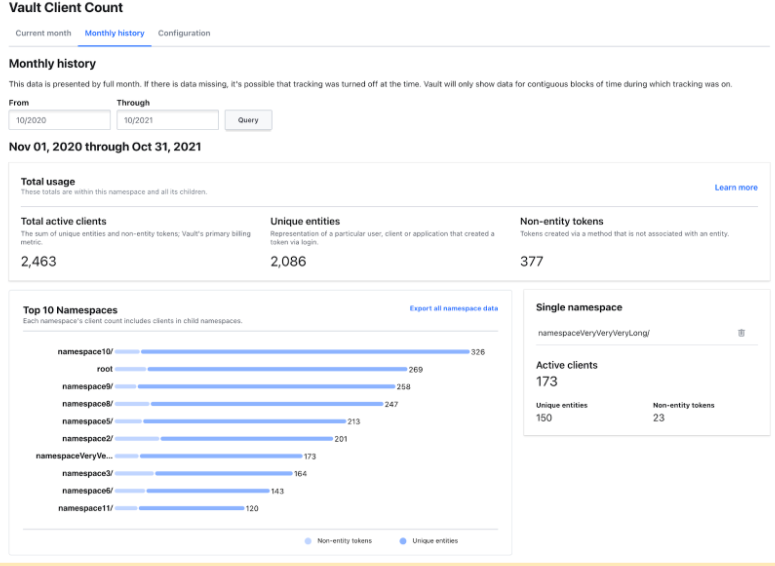 Vault Client Count
Current month Monthly history Configuration
Monthly history
This data is presented by full month. If there is data missing, it's possible that tracking was turned off at the time. Vault will only show data for contiguous blocks of time during which tracking was on.
From Through
10/2020 10/2021 Query
Nov 01, 2020 through Oct 31, 2021
Total usage
These totals are within this namespace and all its children.
Learn more
Total active clients
The sum of unique entities and non-entity tokens; Vault's primary billing
metric.
2,463
Unique entities
Representation of a particular user, client or application that created a
token via login.
2,086
Non-entity tokens
Tokens created via a method that is not associated with an entity.
377
Top 10 Namespaces
Each namespace's client count includes clients in child namespaces.
Export all namespace data
namespace10/ 326
root 269
namespace9/ 258
namespace8/ 247
namespace5/ 213
namespace2/ 201
namespaceVeryVe... 173
namespace3/ 164
namespace6/ 143
namespace11/ 120
Non-entity tokens Unique entities
Single namespace
namespaceVeryVeryVeryLong/
Active clients
173
Unique entities Non-entity tokens
150 23